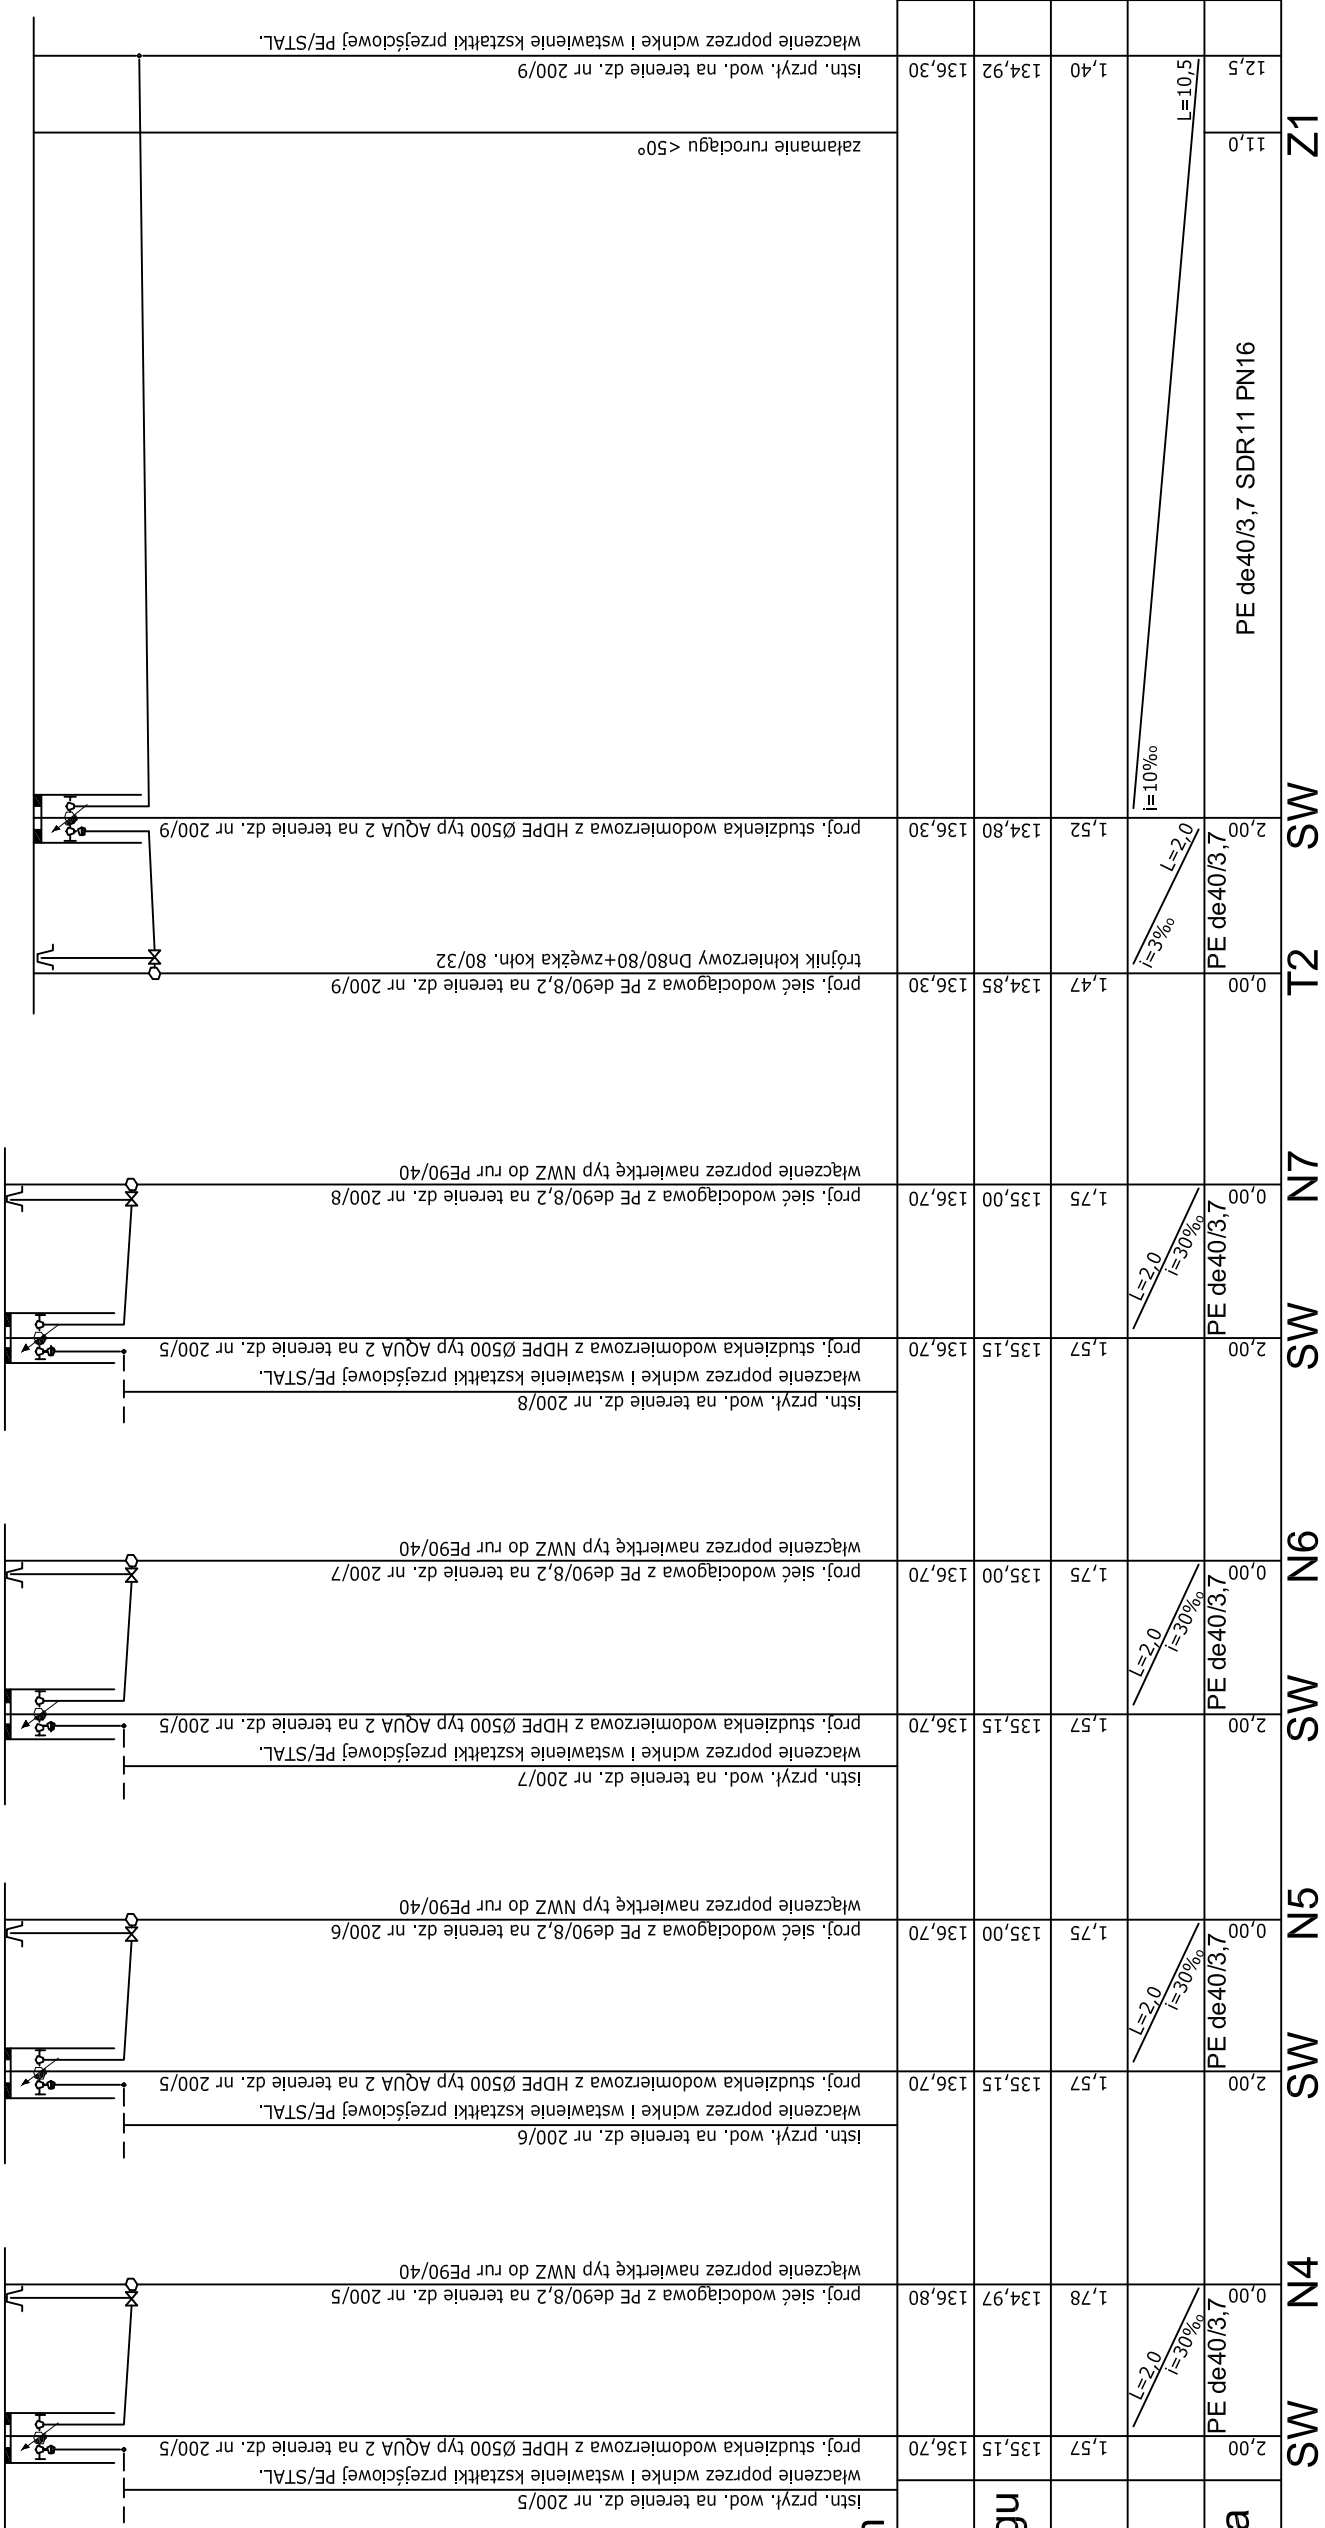 włączenie poprzez wcinke i wstawienie kształtki przejściowej PE/STAL.
istn. przył. wod. na terenie dz. nr 200/9
136,30
134,92
1,40
12,5
załamanie rurociągu <50°
11,0
Z1
L=10,5
i=10‰
PE de40/3,7 SDR11 PN16
proj. studzienka wodomierzowa z HDPE Ø500 typ AQUA 2 na terenie dz. nr 200/9
136,30
134,80
1,52
2,00
SW
L=2,0
i=3‰
PE de40/3,7
trójnik kołnierzowy Dn80/80+zwężka kołn. 80/32
proj. sieć wodociągowa z PE de90/8,2 na terenie dz. nr 200/9
136,30
134,85
1,47
0,00
T2
włączenie poprzez nawiertkę typ NWZ do rur PE90/40
proj. sieć wodociągowa z PE de90/8,2 na terenie dz. nr 200/8
136,70
135,00
1,75
0,00
N7
L=2,0
i=30‰
PE de40/3,7
proj. studzienka wodomierzowa z HDPE Ø500 typ AQUA 2 na terenie dz. nr 200/5
136,70
135,15
1,57
2,00
SW
włączenie poprzez wcinke i wstawienie kształtki przejściowej PE/STAL.
istn. przył. wod. na terenie dz. nr 200/8
włączenie poprzez nawiertkę typ NWZ do rur PE90/40
proj. sieć wodociągowa z PE de90/8,2 na terenie dz. nr 200/7
136,70
135,00
1,75
0,00
N6
L=2,0
i=30‰
PE de40/3,7
proj. studzienka wodomierzowa z HDPE Ø500 typ AQUA 2 na terenie dz. nr 200/5
136,70
135,15
1,57
2,00
SW
włączenie poprzez wcinke i wstawienie kształtki przejściowej PE/STAL.
istn. przył. wod. na terenie dz. nr 200/7
włączenie poprzez nawiertkę typ NWZ do rur PE90/40
proj. sieć wodociągowa z PE de90/8,2 na terenie dz. nr 200/6
136,70
135,00
1,75
0,00
N5
L=2,0
i=30‰
PE de40/3,7
proj. studzienka wodomierzowa z HDPE Ø500 typ AQUA 2 na terenie dz. nr 200/5
136,70
135,15
1,57
2,00
SW
włączenie poprzez wcinke i wstawienie kształtki przejściowej PE/STAL.
istn. przył. wod. na terenie dz. nr 200/6
włączenie poprzez nawiertkę typ NWZ do rur PE90/40
proj. sieć wodociągowa z PE de90/8,2 na terenie dz. nr 200/5
136,80
134,97
1,78
0,00
N4
L=2,0
i=30‰
PE de40/3,7
proj. studzienka wodomierzowa z HDPE Ø500 typ AQUA 2 na terenie dz. nr 200/5
136,70
135,15
1,57
2,00
SW
włączenie poprzez wcinke i wstawienie kształtki przejściowej PE/STAL.
istn. przył. wod. na terenie dz. nr 200/5
gu
a